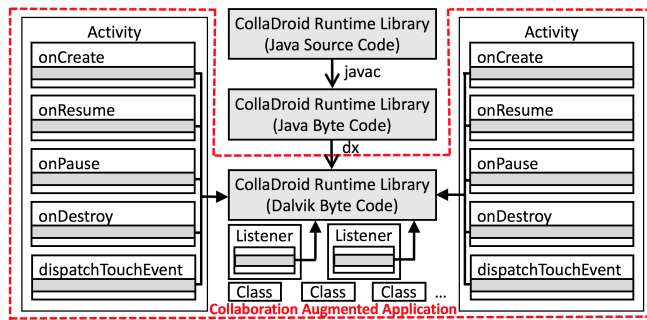 Activity
onCreate
onResume
onPause
onDestroy
dispatchTouchEvent
CollaDroid Runtime Library
(Java Source Code)
javac
CollaDroid Runtime Library
(Java Byte Code)
dx
CollaDroid Runtime Library
(Dalvik Byte Code)
Listener
Listener
Class
Class
Class
...
Activity
onCreate
onResume
onPause
onDestroy
dispatchTouchEvent
Collaboration Augmented Application